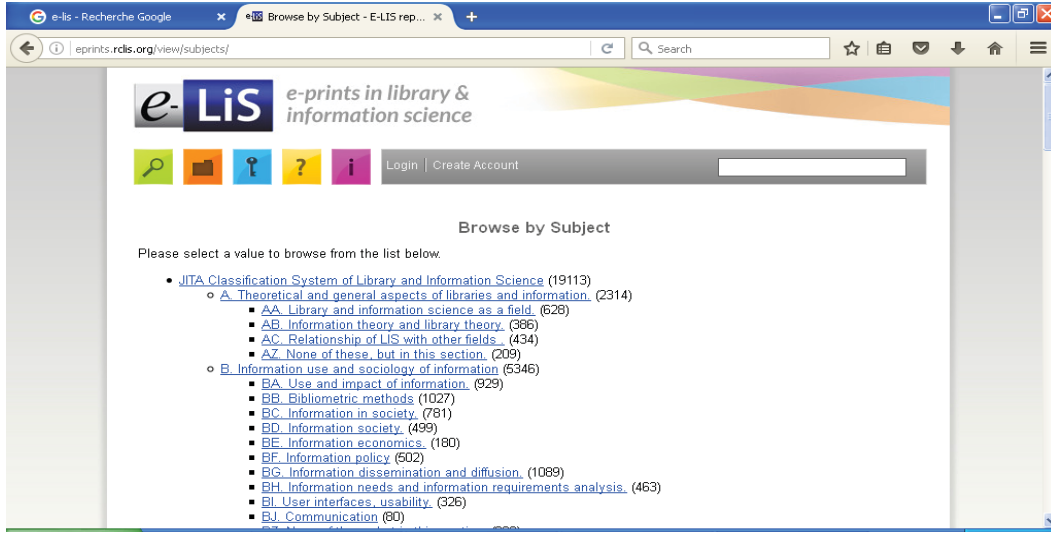 e-lis - Recherche Google
e-LiS Browse by Subject - E-LIS rep...
eprints.rclis.org/view/subjects/
Search
e-LiS
e-prints in library &
information science
? i Login | Create Account
Browse by Subject
Please select a value to browse from the list below.
JITA Classification System of Library and Information Science (19113)
A. Theoretical and general aspects of libraries and information. (2314)
AA. Library and information science as a field. (628)
AB. Information theory and library theory. (386)
AC. Relationship of LIS with other fields . (434)
AZ. None of these, but in this section. (209)
B. Information use and sociology of information (5346)
BA. Use and impact of information. (929)
BB. Bibliometric methods (1027)
BC. Information in society. (781)
BD. Information society. (499)
BE. Information economics. (180)
BF. Information policy (502)
BG. Information dissemination and diffusion. (1089)
BH. Information needs and information requirements analysis. (463)
BI. User interfaces, usability. (326)
BJ. Communication (80)